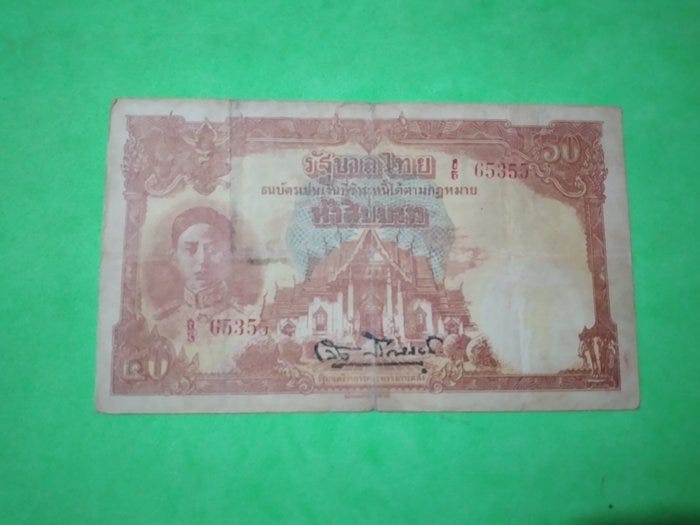 รัฐบาลไทย
50
65355
ธนบัตร์เป็นเงินที่ชำระหนี้ได้ตามกฎหมาย
ห้าสิบบาท
65355
๕๐